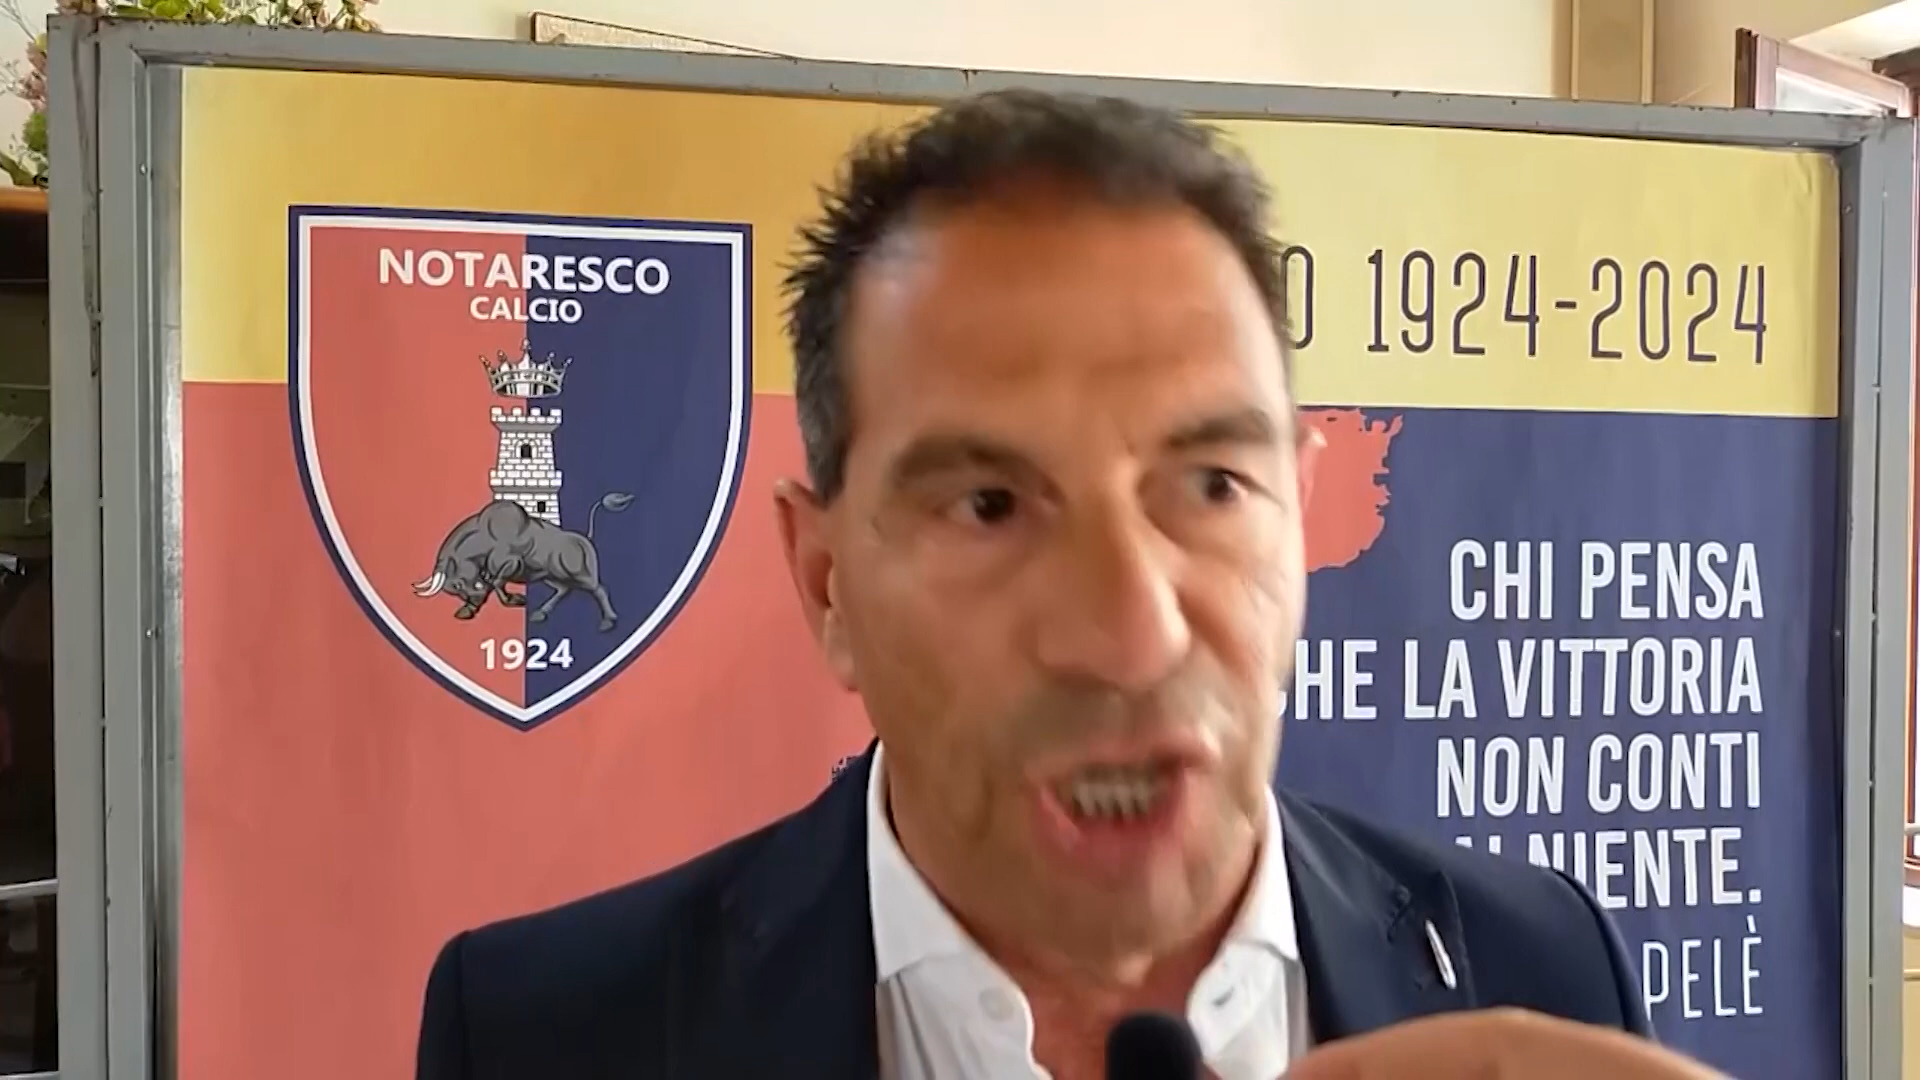 NOTARESCO
CALCIO
1924
O 1924-2024
CHI PENSA
HE LA VITTORIA
NON CONTI
NIENTE.
PELÈ